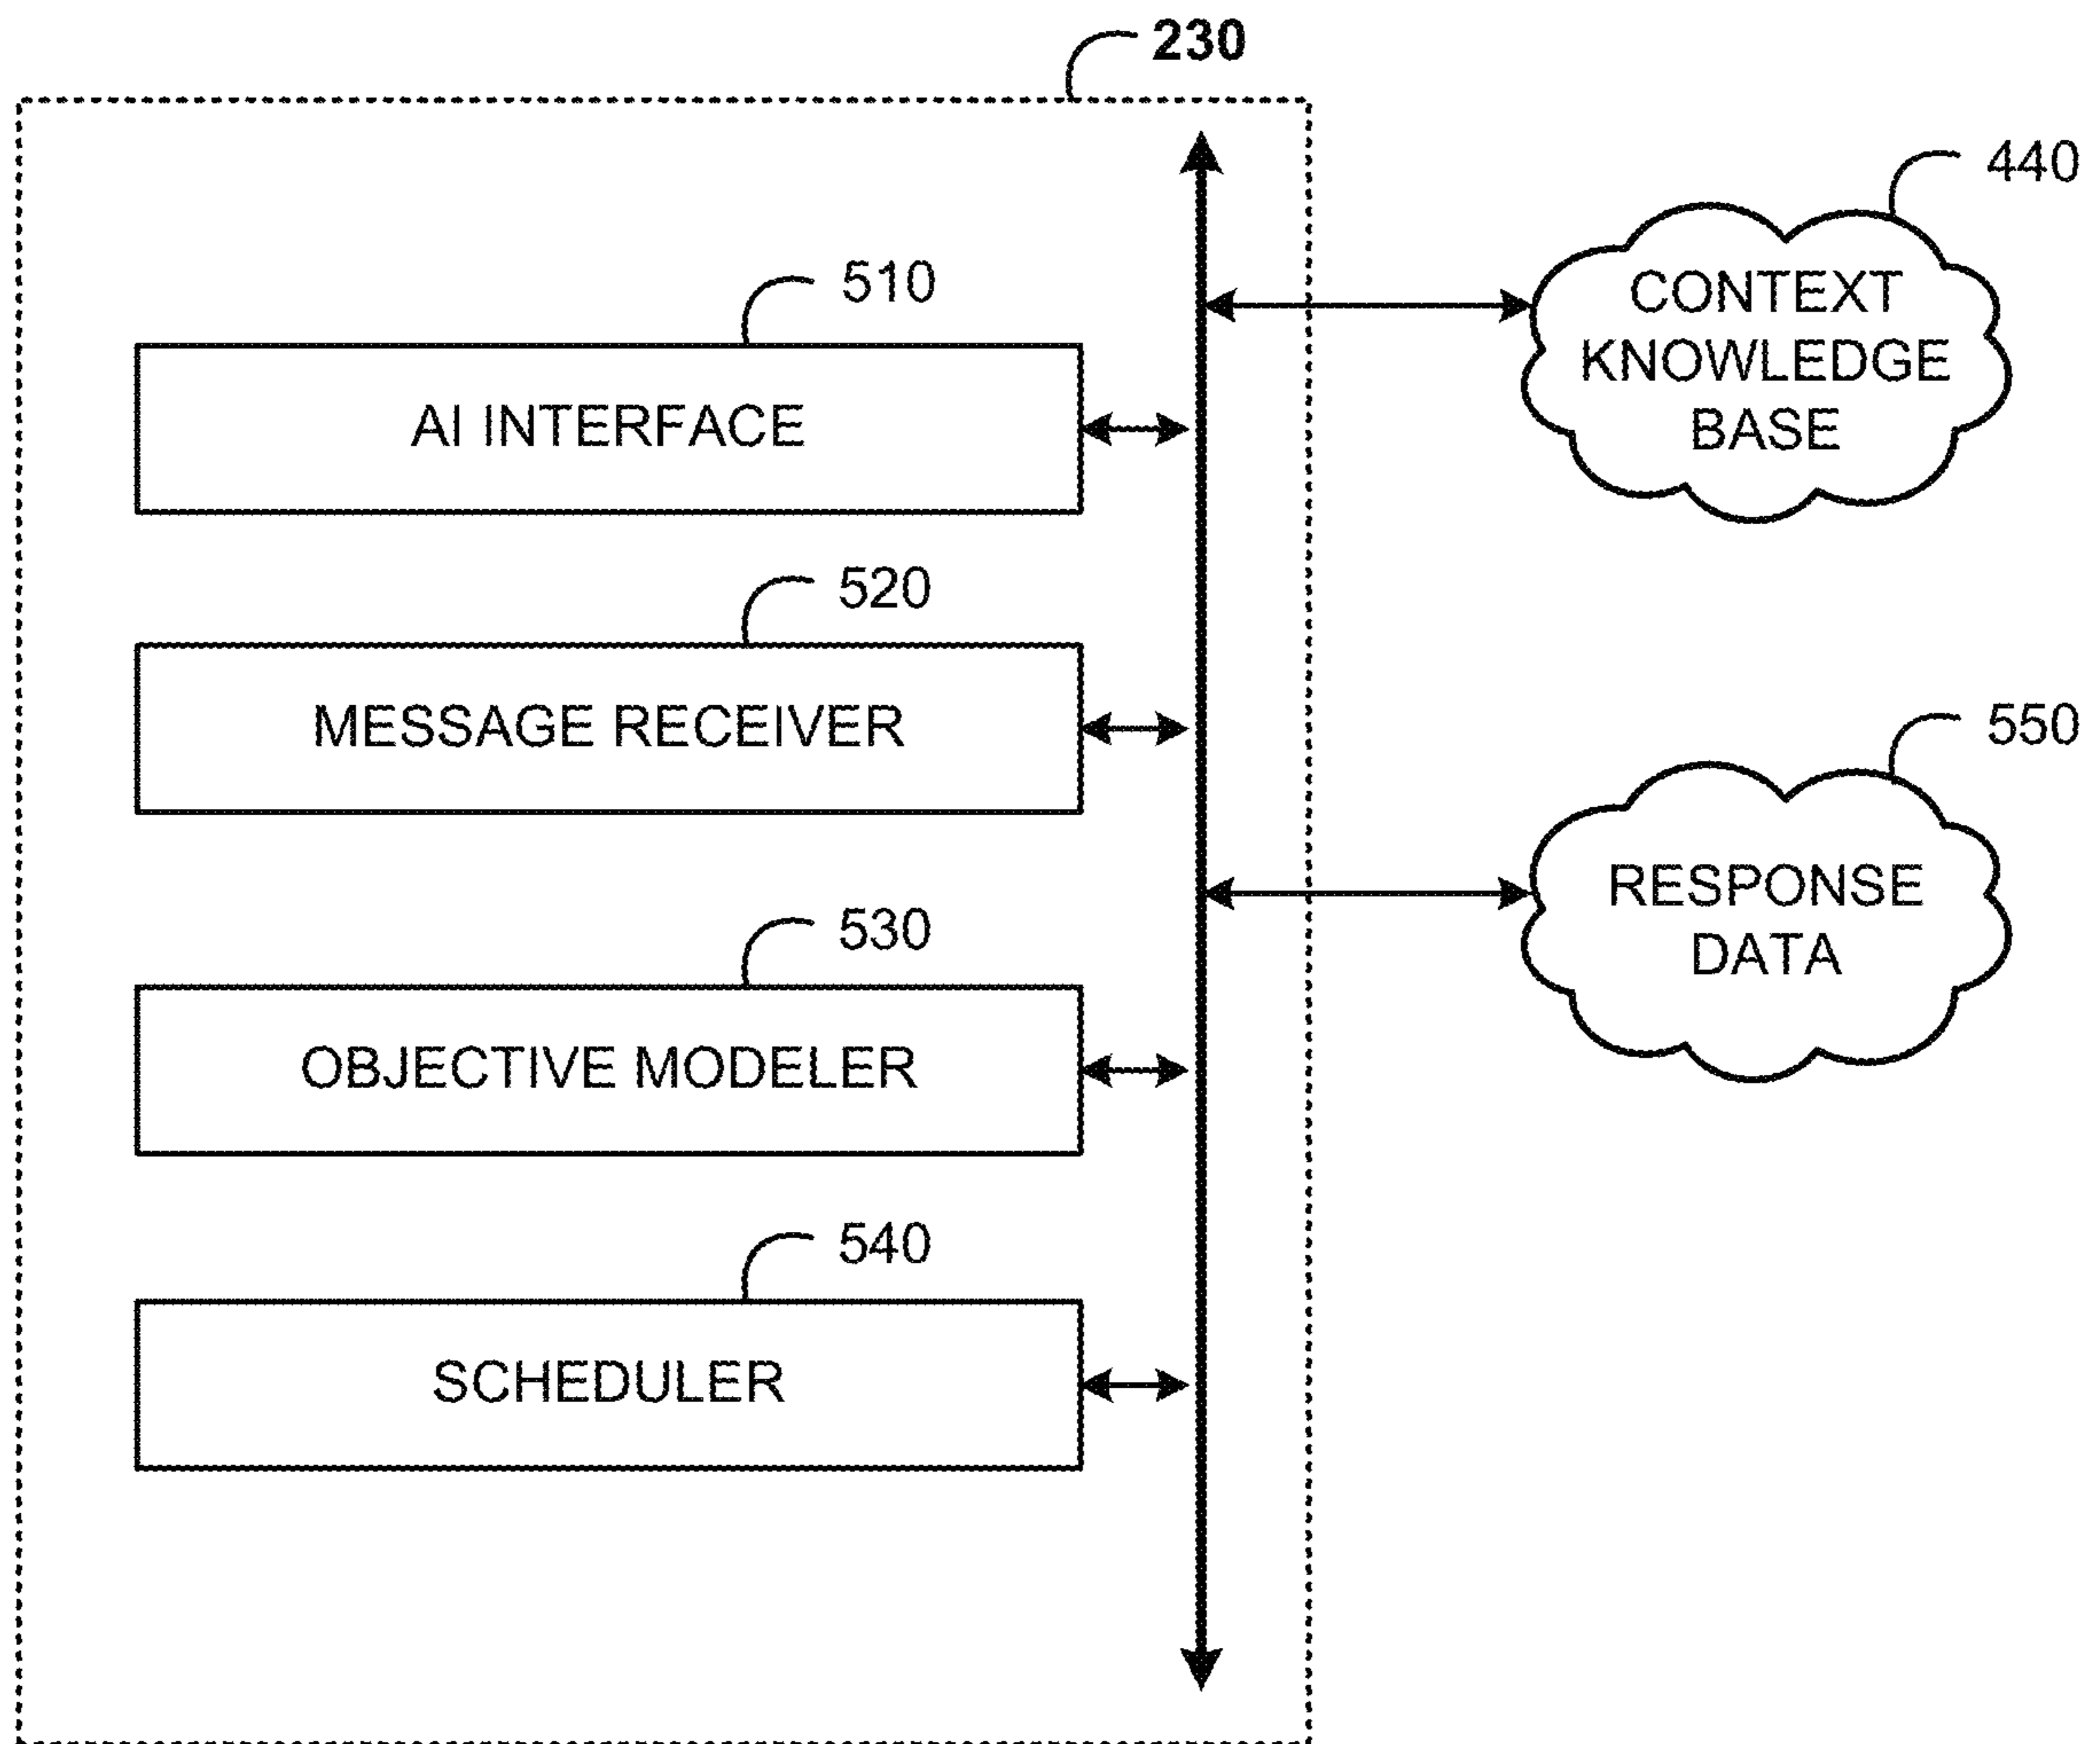 230
440
510
CONTEXT
KNOWLEDGE
BASE
AI INTERFACE
520
MESSAGE RECEIVER
550
RESPONSE
DATA
530
OBJECTIVE MODELER
540
SCHEDULER